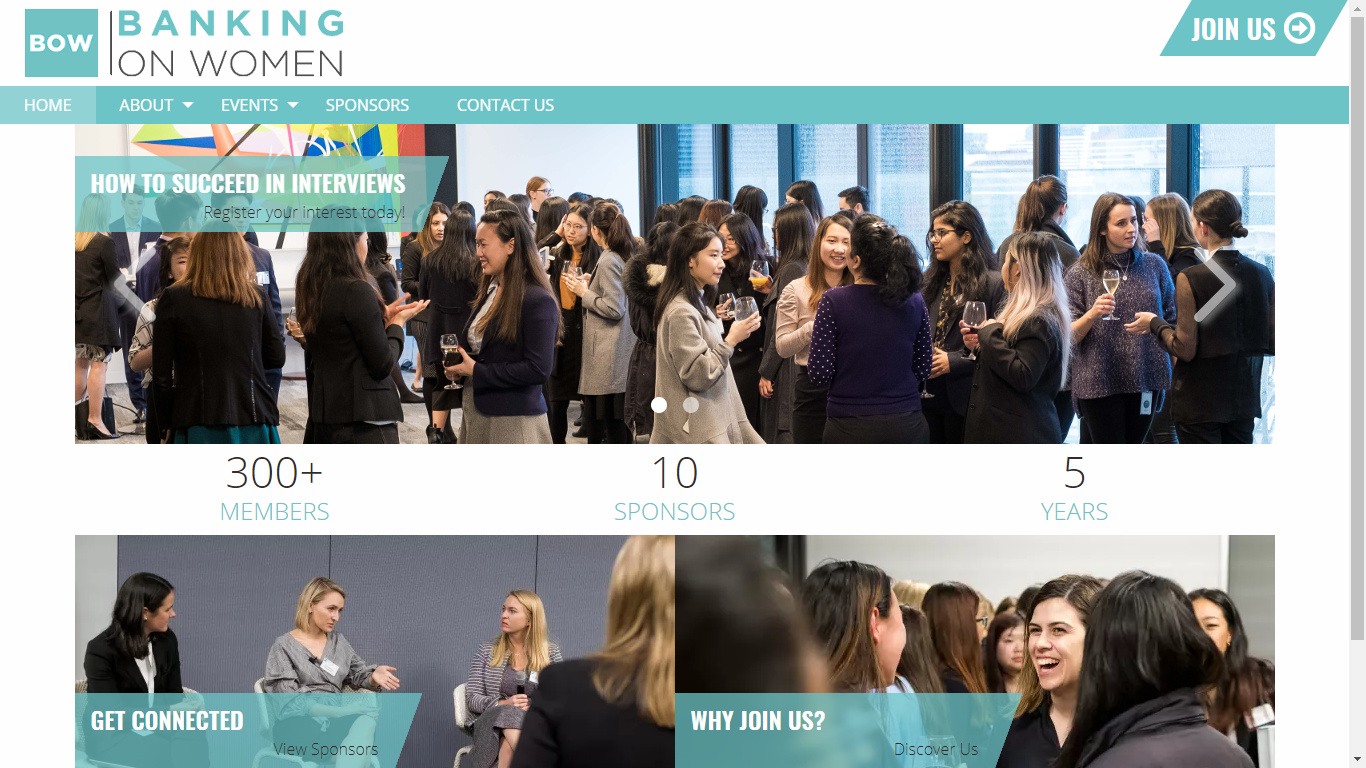 BOW
BANKING
ON WOMEN
JOIN US
HOME
ABOUT
EVENTS
SPONSORS
CONTACT US
HOW TO SUCCEED IN INTERVIEWS
Register your interest today!
300+
MEMBERS
10
SPONSORS
5
YEARS
GET CONNECTED
View Sponsors
WHY JOIN US?
Discover Us